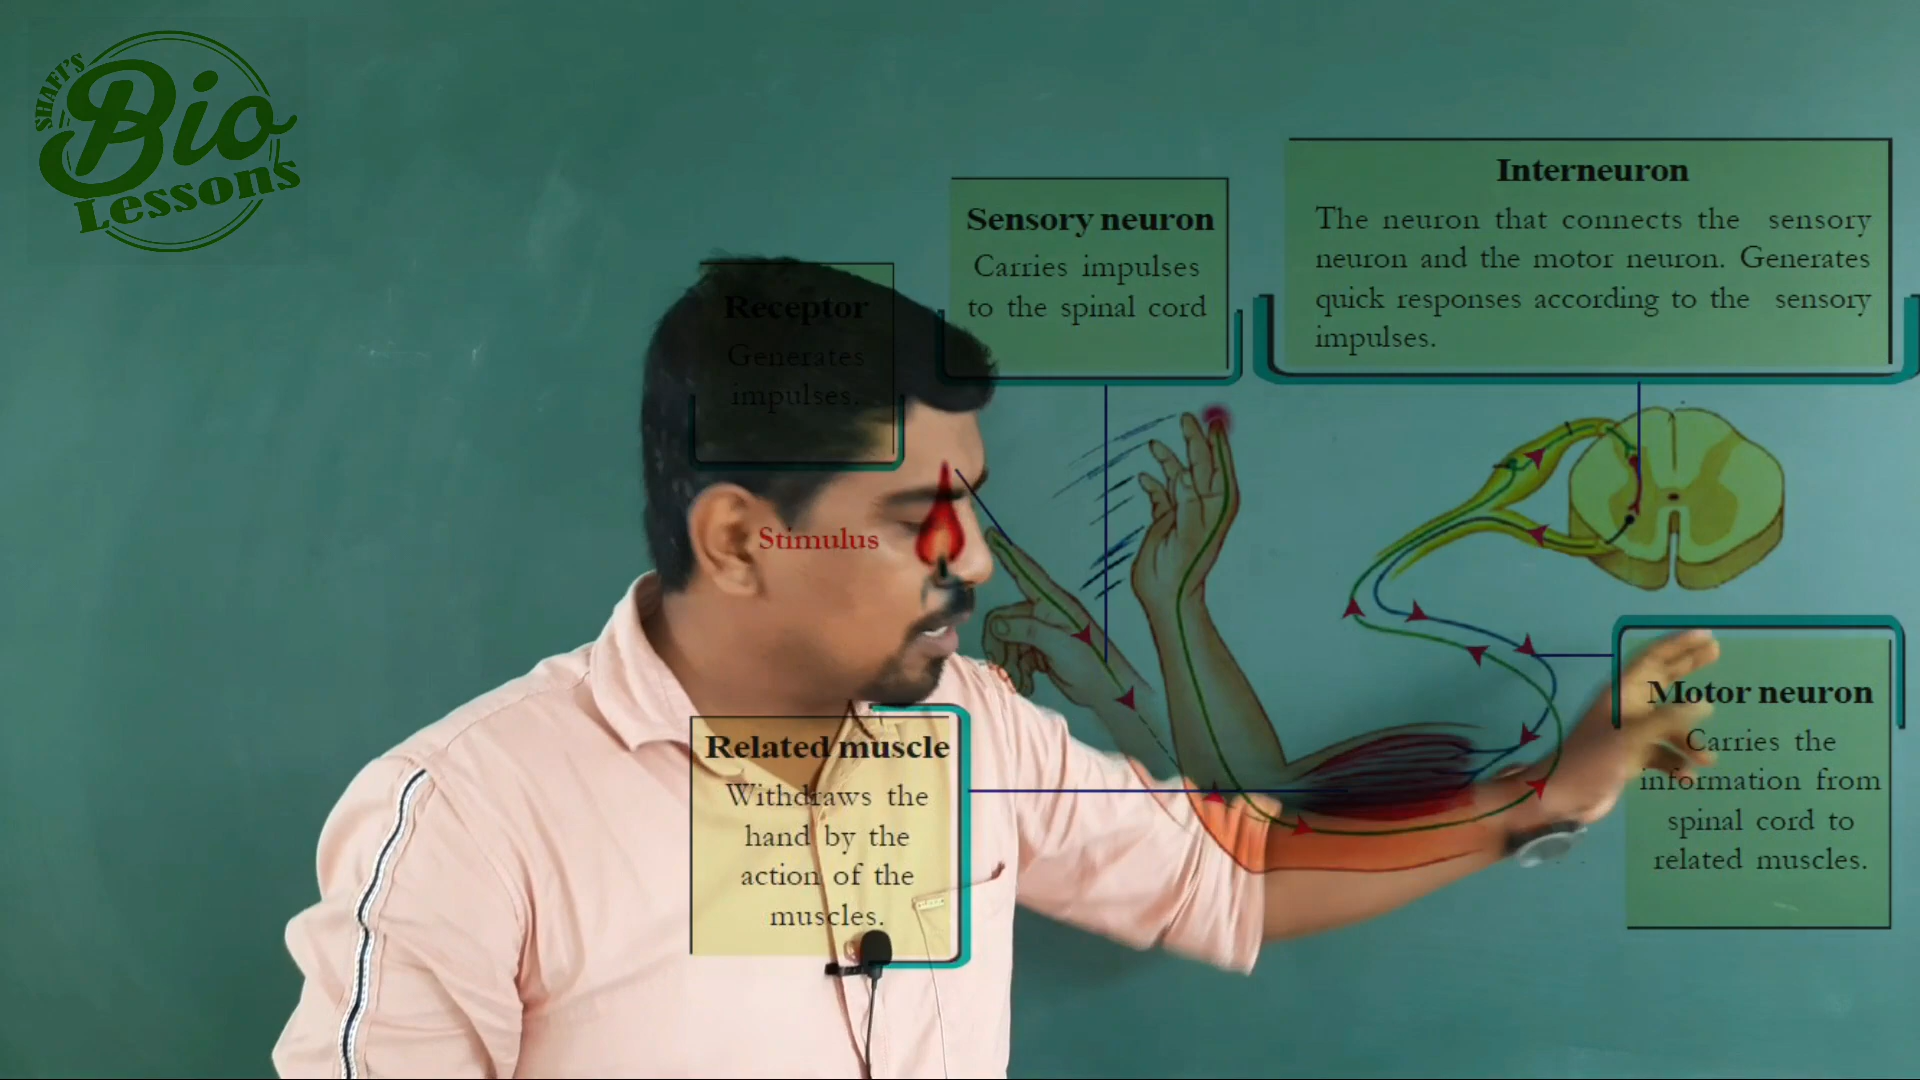 SHAFI'S
Bio
Lessons
Receptor
Generates
impulses.
Sensory neuron
Carries impulses
to the spinal cord
Interneuron
The neuron that connects the sensory
neuron and the motor neuron. Generates
quick responses according to the sensory
impulses.
Stimulus
Related muscle
Withdraws the
hand by the
action of the
muscles.
Motor neuron
Carries the
information from
spinal cord to
related muscles.